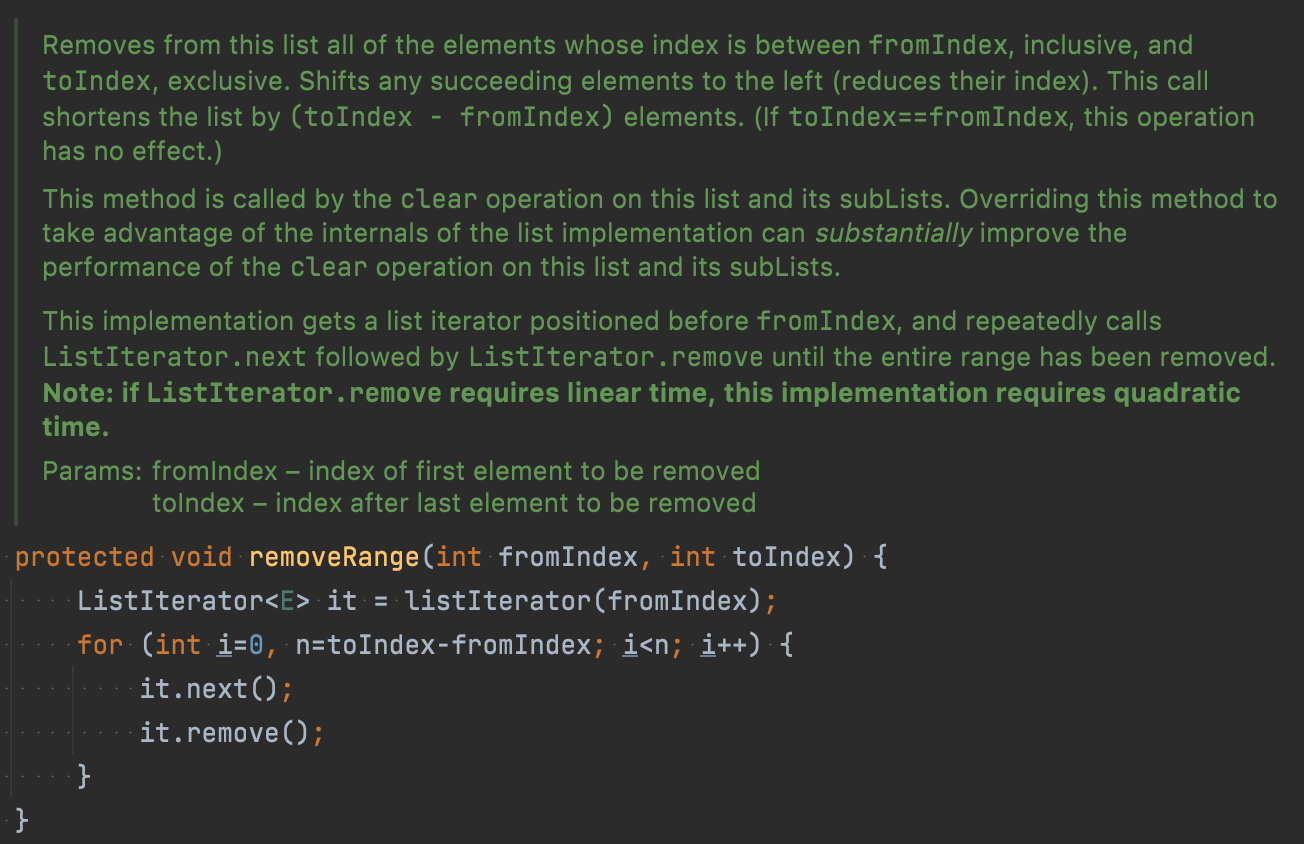 Removes from this list all of the elements whose index is between fromIndex, inclusive, and
toIndex, exclusive. Shifts any succeeding elements to the left (reduces their index). This call
shortens the list by (toIndex - fromIndex) elements. (If toIndex==fromIndex, this operation
has no effect.)
This method is called by the clear operation on this list and its subLists. Overriding this method to
take advantage of the internals of the list implementation can substantially improve the
performance of the clear operation on this list and its subLists.
This implementation gets a list iterator positioned before fromIndex, and repeatedly calls
ListIterator.next followed by ListIterator.remove until the entire range has been removed.
Note: if ListIterator.remove requires linear time, this implementation requires quadratic
time.
Params: fromIndex – index of first element to be removed
toIndex – index after last element to be removed
protected void removeRange(int fromIndex, int toIndex) {
    ListIterator<E> it = listIterator(fromIndex);
    for (int i=0, n=toIndex-fromIndex; i<n; i++) {
        it.next();
        it.remove();
    }
}